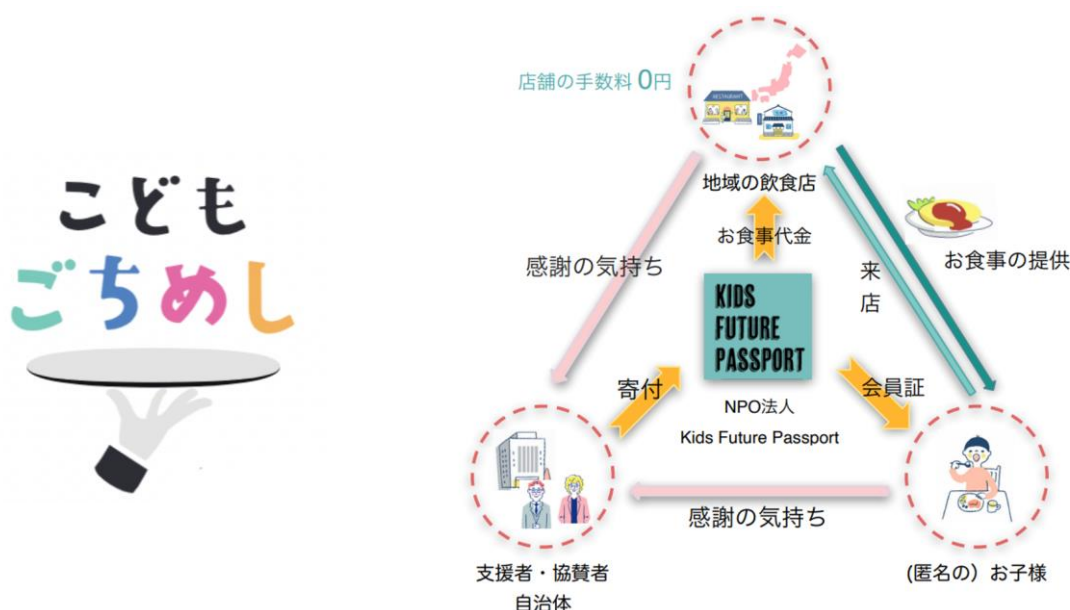 こども
ごちめし
店舗の手数料 0円
RESTAURANT
地域の飲食店
お食事代金
感謝の気持ち
来店
お食事の提供
KIDS
FUTURE
PASSPORT
寄付
会員証
NPO法人
Kids Future Passport
感謝の気持ち
支援者・協賛者
自治体
(匿名の）お子様